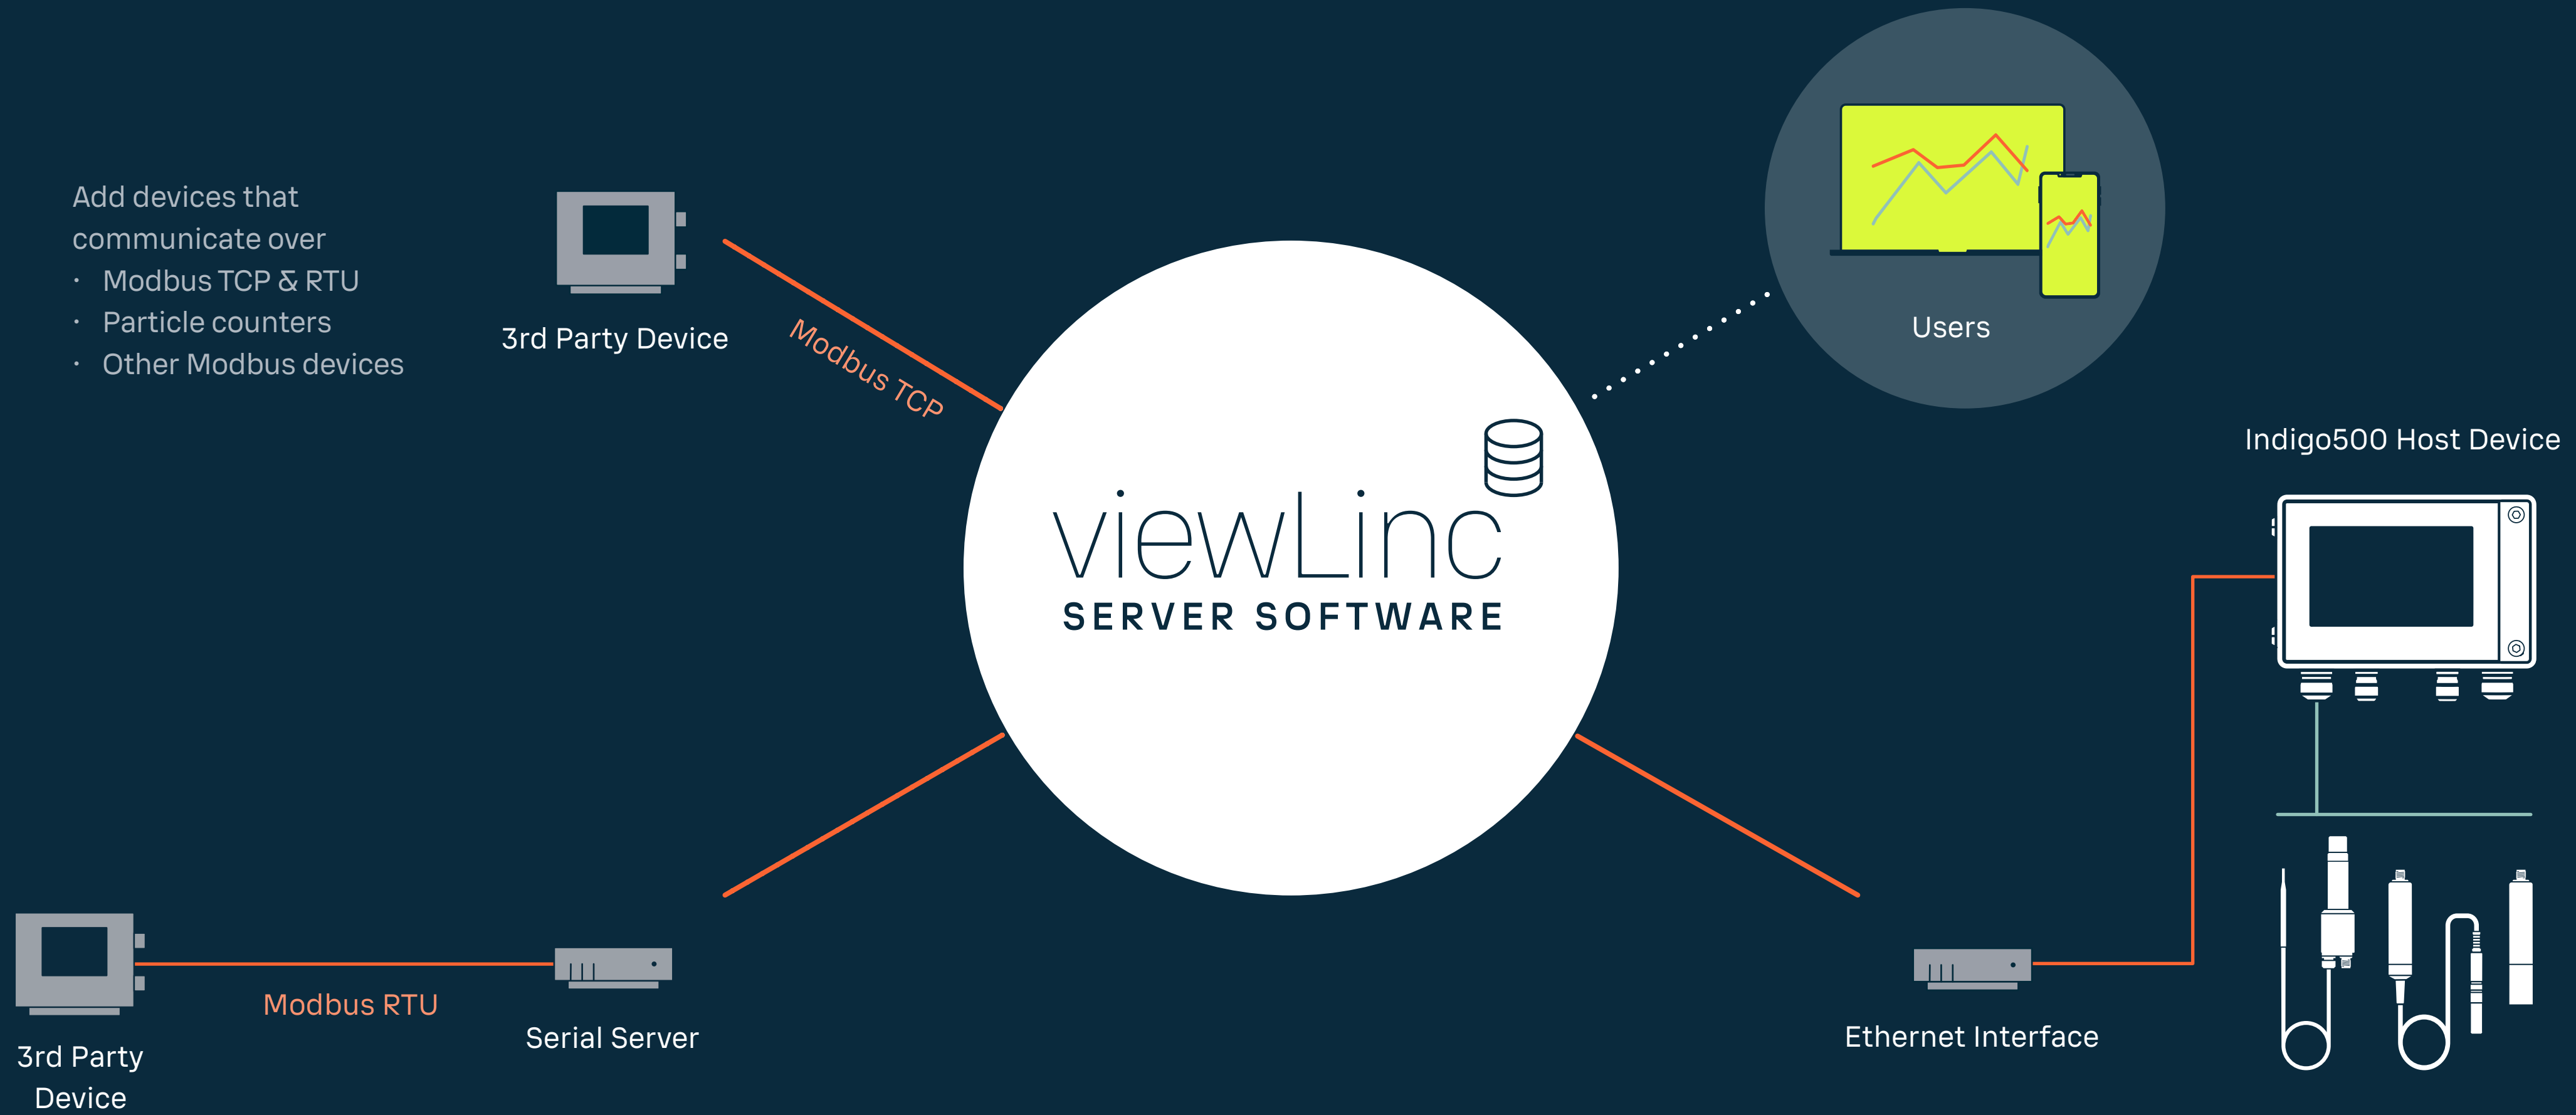 Add devices that
communicate over
• Modbus TCP & RTU
• Particle counters
• Other Modbus devices
3rd Party Device
Modbus TCP
Users
viewLinc
SERVER SOFTWARE
Indigo500 Host Device
3rd Party
Device
Modbus RTU
Serial Server
Ethernet Interface